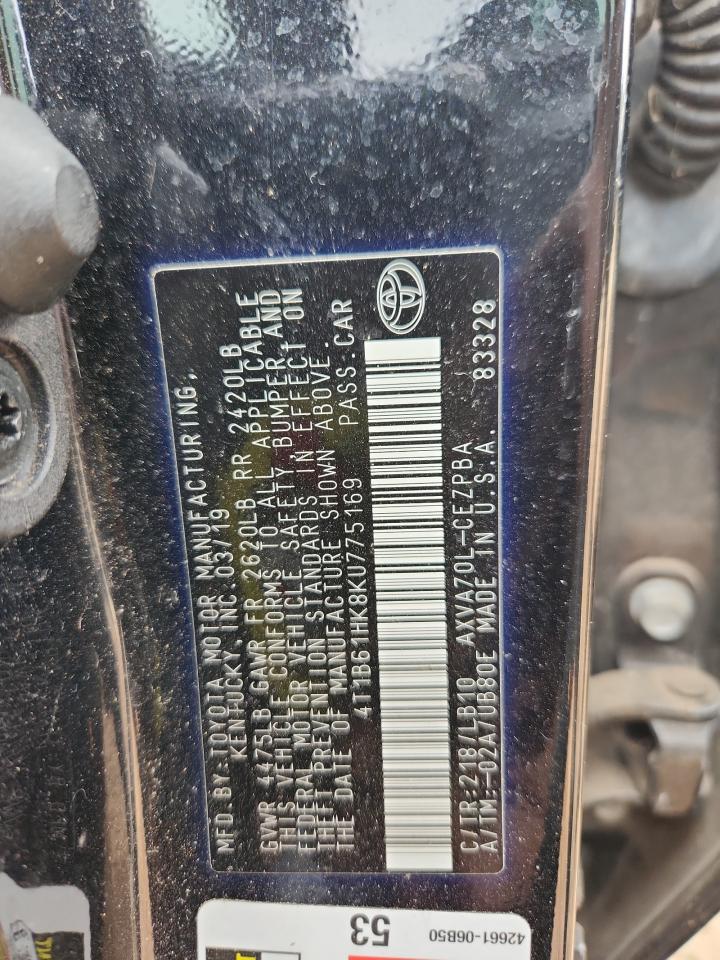 MFD BY: TOYOTA MOTOR MANUFACTURING,
KENTUCKY, INC. 03/19
GVWR 4475LB GAWR FR 2620LB RR 2420LB
THIS VEHICLE CONFORMS TO ALL APPLICABLE
FEDERAL MOTOR VEHICLE SAFETY, BUMPER, AND
THEFT PREVENTION STANDARDS IN EFFECT ON
THE DATE OF MANUFACTURE SHOWN ABOVE.
4T1B61HK8KU775169 PASS.CAR
C/TR:218/LB10 AXVA70L-CEZPBA
A/TM:-02A/UB80E MADE IN U.S.A. 83328
53
42661-06B50